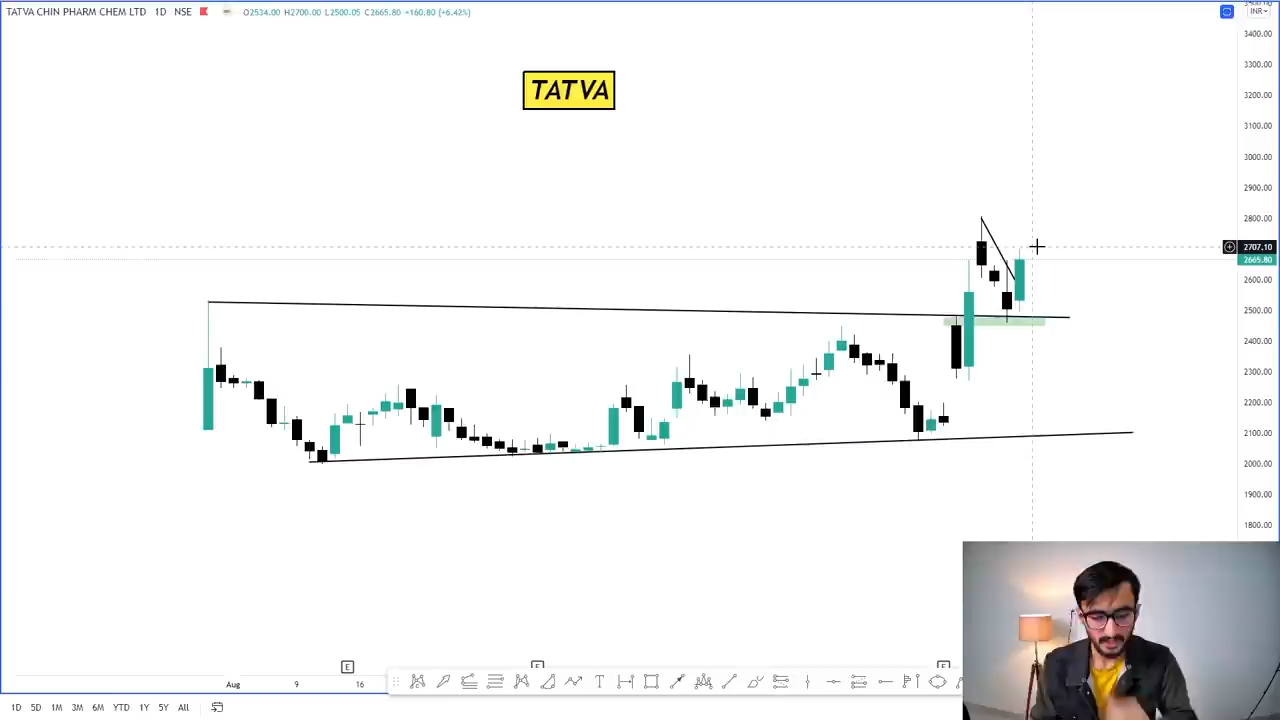 TATVA CHIN PHARM CHEM LTD 1D NSE O2534.00 H2700.00 L2500.05 C2665.80 +160.80 (+6.42%)
INR
TATVA
3400.00
3300.00
3200.00
3100.00
3000.00
2900.00
2800.00
2707.10
2665.80
2600.00
2500.00
2400.00
2300.00
2200.00
2100.00
2000.00
1900.00
1800.00
E E E
Aug 9 16
T
1D 5D 1M 3M 6M YTD 1Y 5Y All